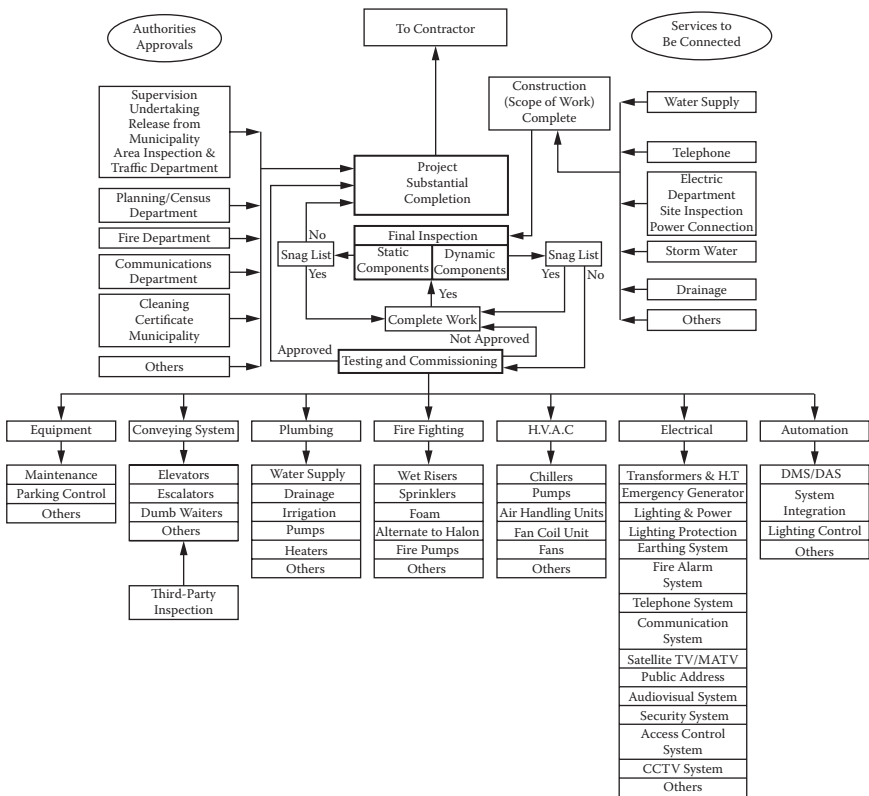 Authorities
Approvals
To Contractor
Services to
Be Connected
Supervision
Undertaking
Release from
Municipality
Area Inspection &
Traffic Department
Planning/Census
Department
Fire Department
Communications
Department
Cleaning
Certificate
Municipality
Others
Construction
(Scope of Work)
Complete
Water Supply
Telephone
Electric
Department
Site Inspection
Power Connection
Storm Water
Drainage
Others
Project
Substantial
Completion
No
Snag List
Yes
Final Inspection
Static
Components
Dynamic
Components
Snag List
Yes
No
Yes
Complete Work
Not Approved
Approved
Testing and Commissioning
Equipment
Maintenance
Parking Control
Others
Conveying System
Elevators
Escalators
Dumb Waiters
Others
Third-Party
Inspection
Plumbing
Water Supply
Drainage
Irrigation
Pumps
Heaters
Others
Fire Fighting
Wet Risers
Sprinklers
Foam
Alternate to Halon
Fire Pumps
Others
H.V.A.C
Chillers
Pumps
Air Handling Units
Fan Coil Unit
Fans
Others
Electrical
Transformers & H.T
Emergency Generator
Lighting & Power
Lighting Protection
Earthing System
Fire Alarm
System
Telephone System
Communication
System
Satellite TV/MATV
Public Address
Audiovisual System
Security System
Access Control
System
CCTV System
Others
Automation
DMS/DAS
System
Integration
Lighting Control
Others